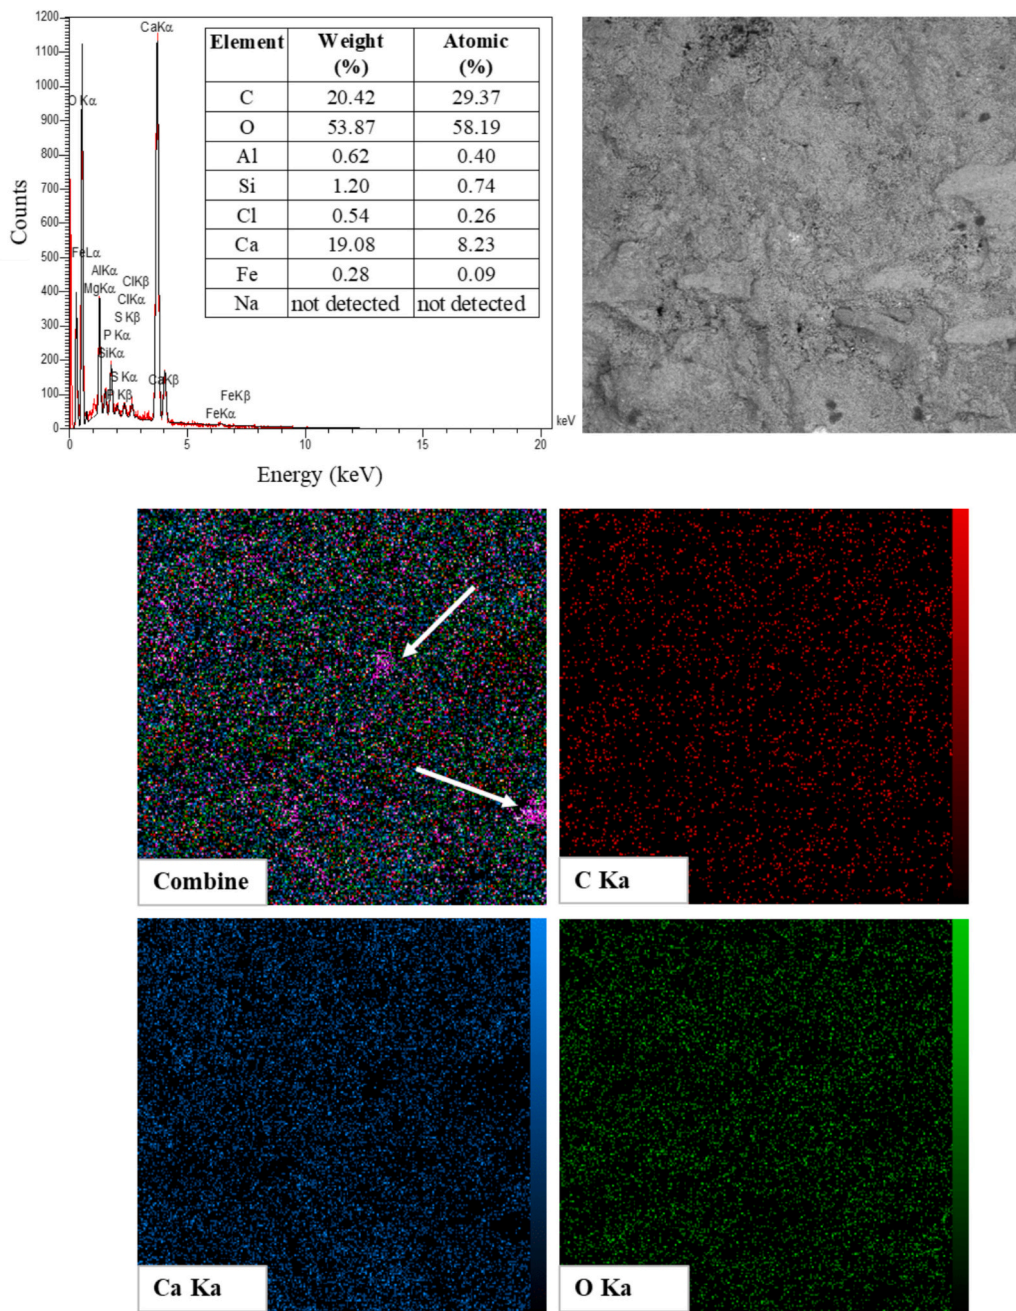 1200
1100
1000
900
800
700
600
500
400
300
200
100
0
Counts
CaKα
O Kα
FeLα
AlKα
MgKα
ClKβ
ClKα
S Kβ
P Kα
SiKα
S Kα
P Kβ
CaKβ
FeKβ
FeKα
0 5 10 15 20
keV
Energy (keV)
Element Weight (%) Atomic (%)
C 20.42 29.37
O 53.87 58.19
Al 0.62 0.40
Si 1.20 0.74
Cl 0.54 0.26
Ca 19.08 8.23
Fe 0.28 0.09
Na not detected not detected
Combine
C Ka
Ca Ka
O Ka